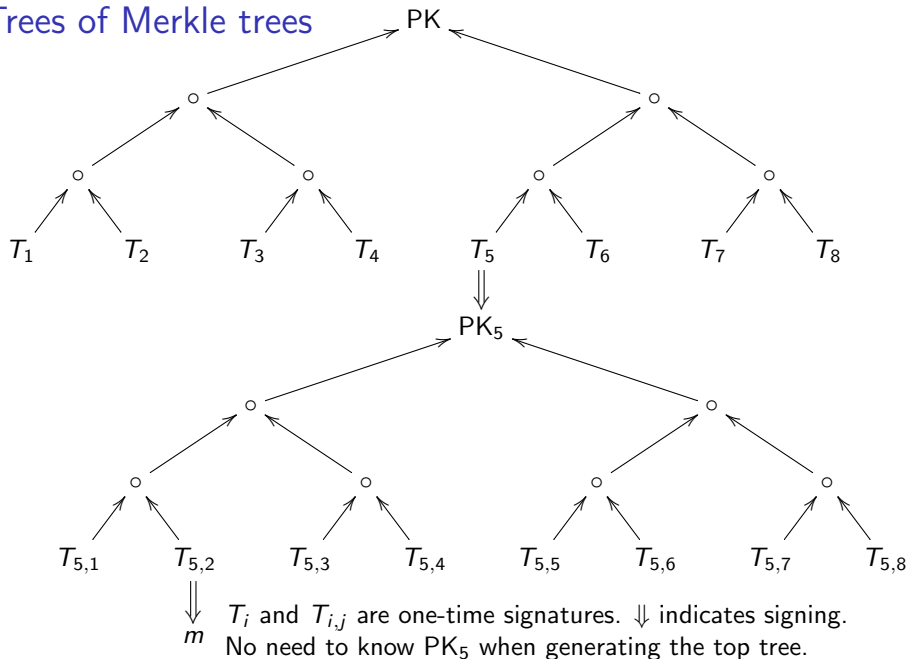 Trees of Merkle trees
PK
T₁ T₂ T₃ T₄ T₅ T₆ T₇ T₈
PK₅
T₅,₁ T₅,₂ T₅,₃ T₅,₄ T₅,₅ T₅,₆ T₅,₇ T₅,₈
m
Tᵢ and Tᵢ,ⱼ are one-time signatures. ⇓ indicates signing.
No need to know PK₅ when generating the top tree.